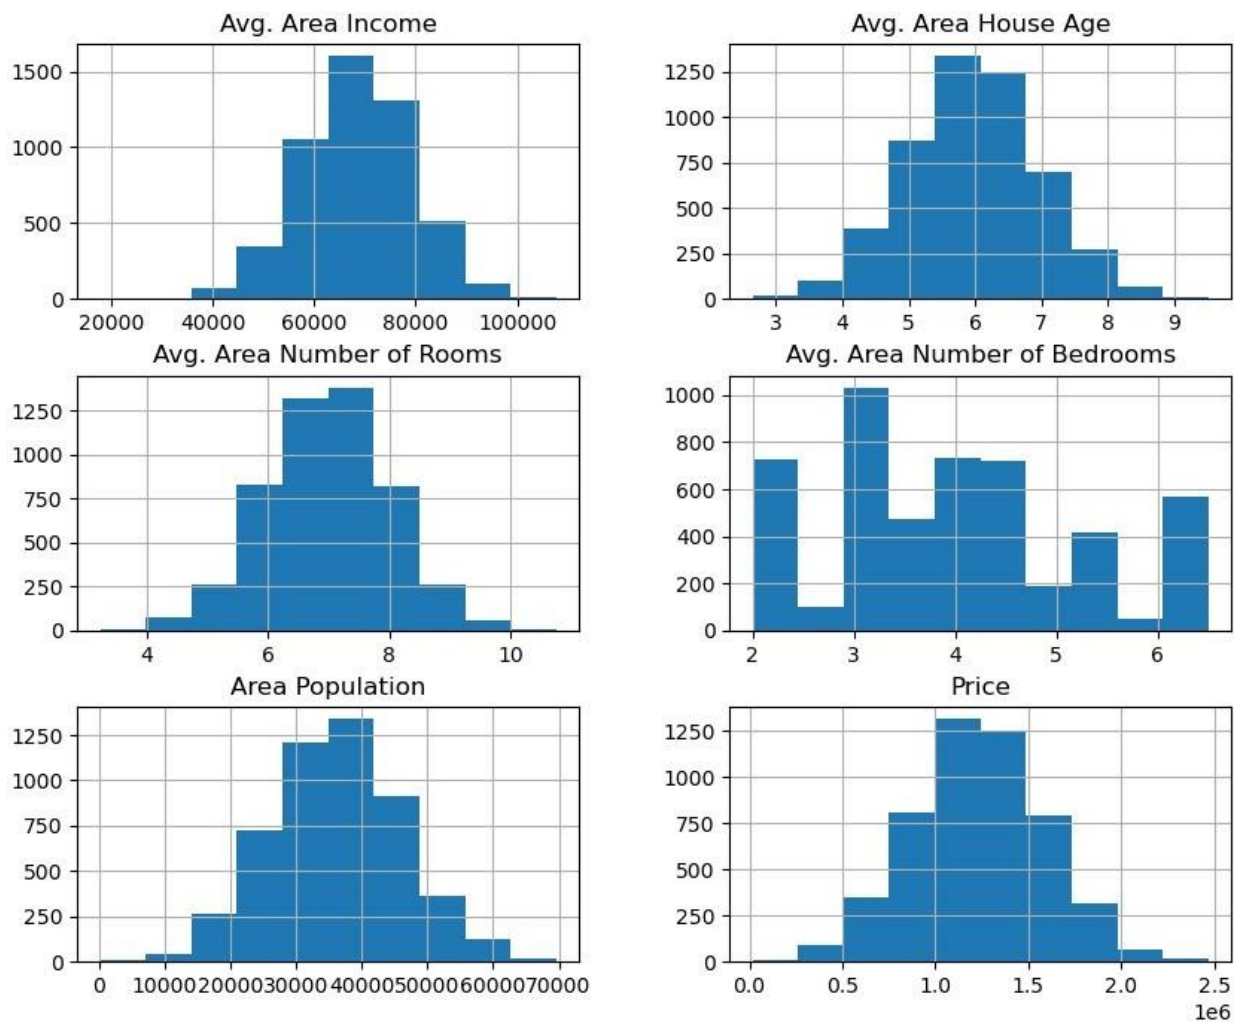 Avg. Area Income
1500
1000
500
0
20000 40000 60000 80000 100000
Avg. Area House Age
1250
1000
750
500
250
0
3 4 5 6 7 8 9
Avg. Area Number of Rooms
1250
1000
750
500
250
0
4 6 8 10
Avg. Area Number of Bedrooms
1000
800
600
400
200
0
2 3 4 5 6
Area Population
1250
1000
750
500
250
0
0 10000 20000 30000 40000 50000 60000 70000
Price
1250
1000
750
500
250
0
0.0 0.5 1.0 1.5 2.0 2.5
1e6